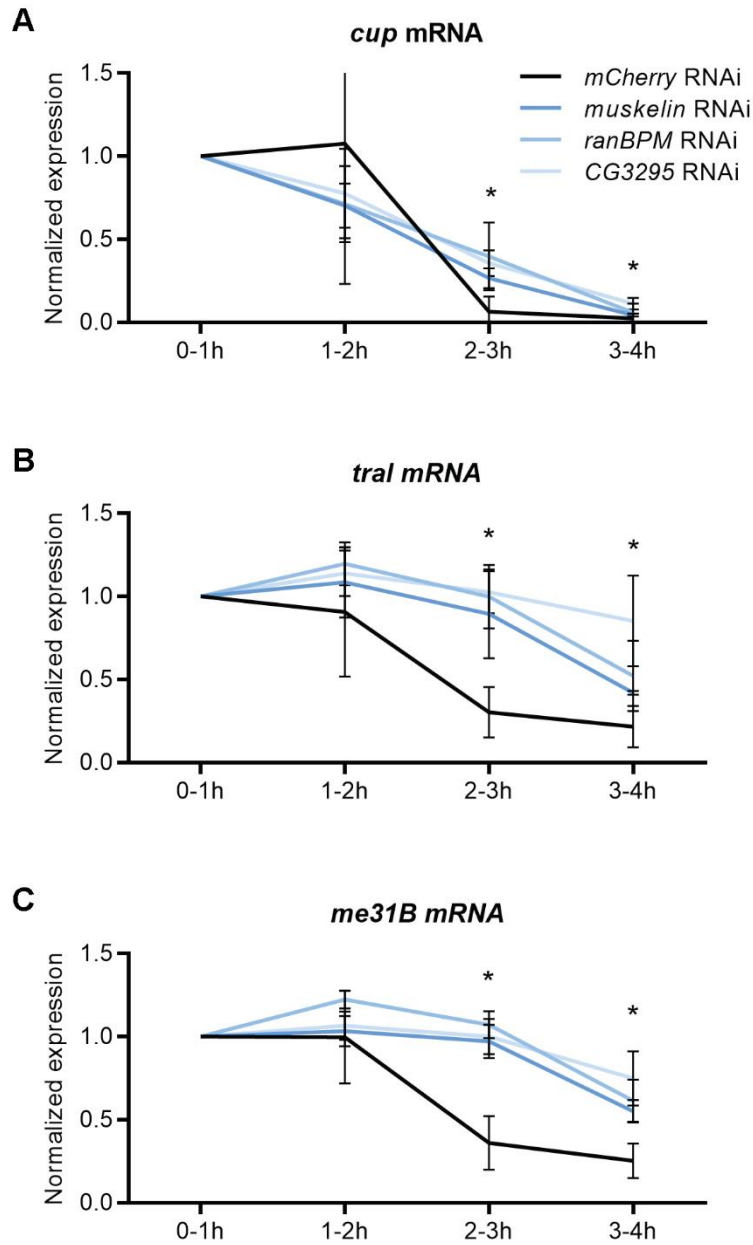 A
cup mRNA
Normalized expression
1.5
1.0
0.5
0.0
mCherry RNAi
muskelin RNAi
ranBPM RNAi
CG3295 RNAi
*
*
0-1h 1-2h 2-3h 3-4h
B
tral mRNA
Normalized expression
1.5
1.0
0.5
0.0
*
*
0-1h 1-2h 2-3h 3-4h
C
me31B mRNA
Normalized expression
1.5
1.0
0.5
0.0
*
*
0-1h 1-2h 2-3h 3-4h